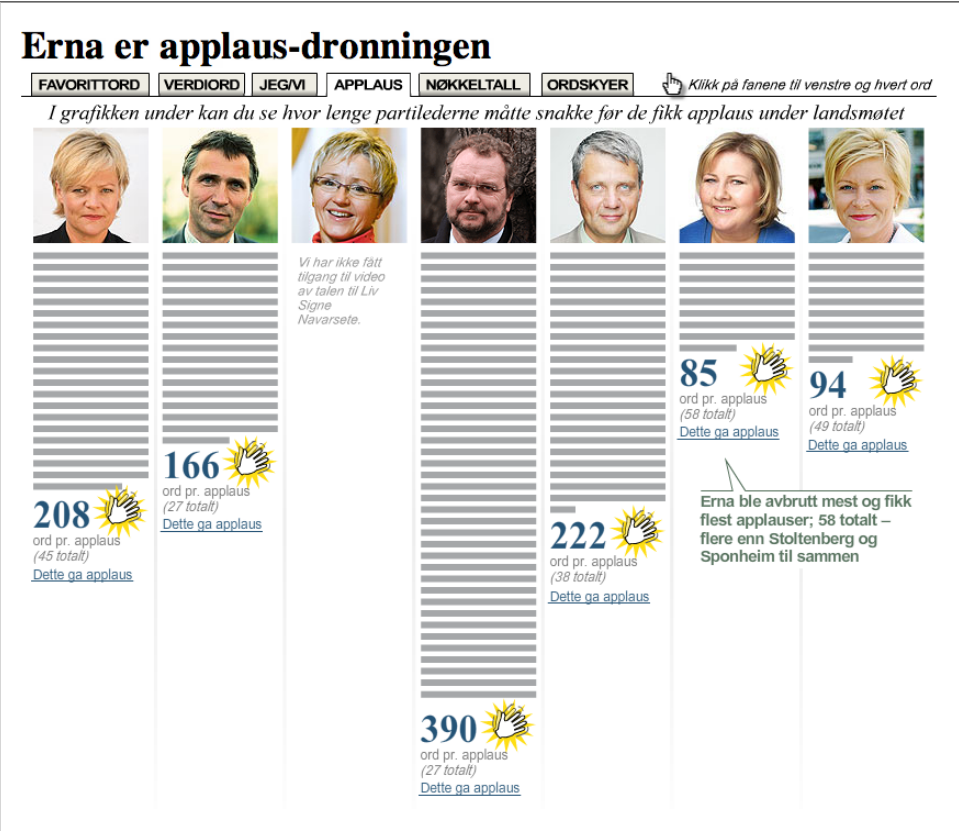 Erna er applaus-dronningen
FAVORITTORD VERDIORD JEG/VI APPLAUS NØKKELTALL ORDSKYER Klikk på fanene til venstre og hvert ord
I grafikken under kan du se hvor lenge partilederne måtte snakke før de fikk applaus under landsmøtet
Vi har ikke fått
tilgang til video
av talen til Liv
Signe
Navarsete.
208
ord pr. applaus
(45 totalt)
Dette ga applaus
166
ord pr. applaus
(27 totalt)
Dette ga applaus
390
ord pr. applaus
(27 totalt)
Dette ga applaus
222
ord pr. applaus
(38 totalt)
Dette ga applaus
85
ord pr. applaus
(58 totalt)
Dette ga applaus
94
ord pr. applaus
(49 totalt)
Dette ga applaus
Erna ble avbrutt mest og fikk
flest applauser; 58 totalt –
flere enn Stoltenberg og
Sponheim til sammen